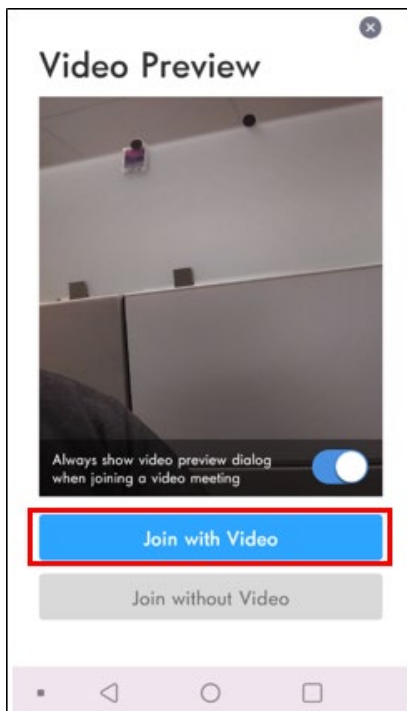 Video Preview
Always show video preview dialog
when joining a video meeting
Join with Video
Join without Video